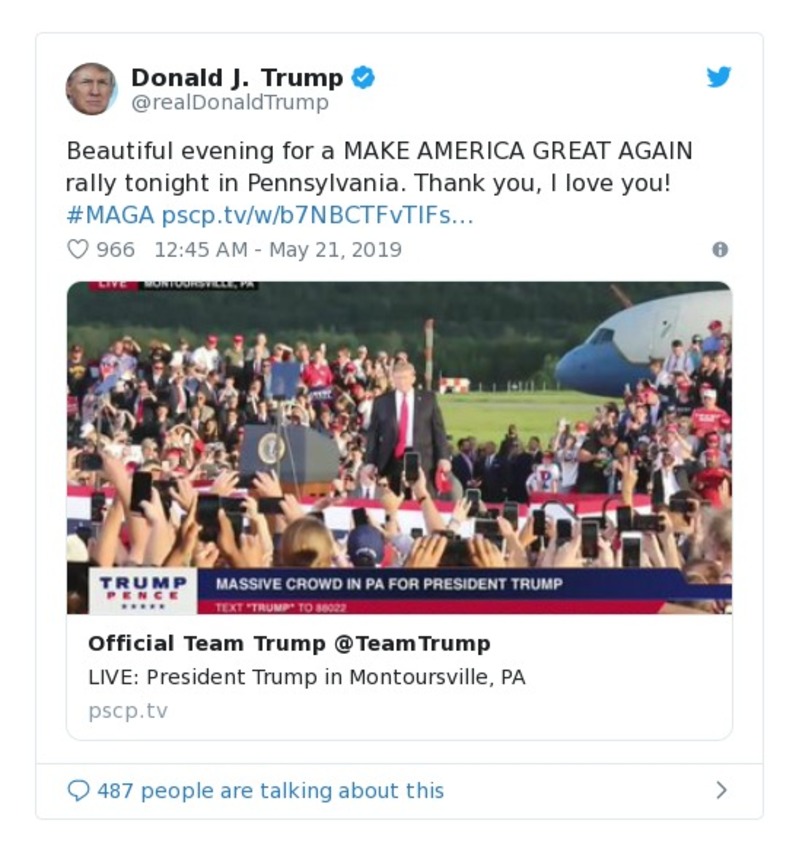 Donald J. Trump
@realDonaldTrump
Beautiful evening for a MAKE AMERICA GREAT AGAIN
rally tonight in Pennsylvania. Thank you, I love you!
#MAGA pscp.tv/w/b7NBCTFvTlFs…
966 12:45 AM - May 21, 2019
LIVE MONTOURSVILLE, PA
TRUMP
PENCE
MASSIVE CROWD IN PA FOR PRESIDENT TRUMP
TEXT "TRUMP" TO 88022
Official Team Trump @TeamTrump
LIVE: President Trump in Montoursville, PA
pscp.tv
487 people are talking about this